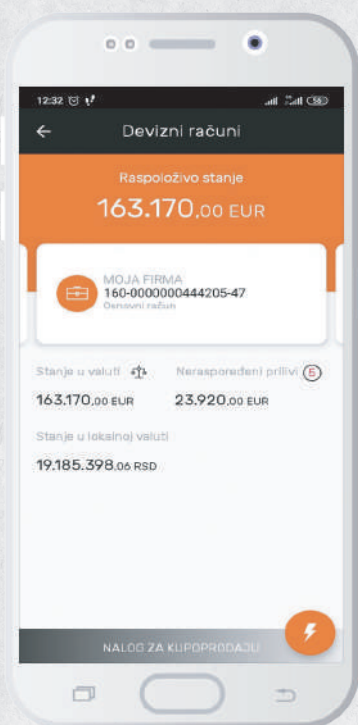 12:32
56
Devizni računi
Raspoloživo stanje
163.170,00 EUR
MOJA FIRMA
160-0000000444205-47
Osnovni račun
Stanje u valuti
Neraspoređeni prilivi 5
163.170,00 EUR
23.920,00 EUR
Stanje u lokalnoj valuti
19.185.398,06 RSD
NALOG ZA KUPOPRODAJU